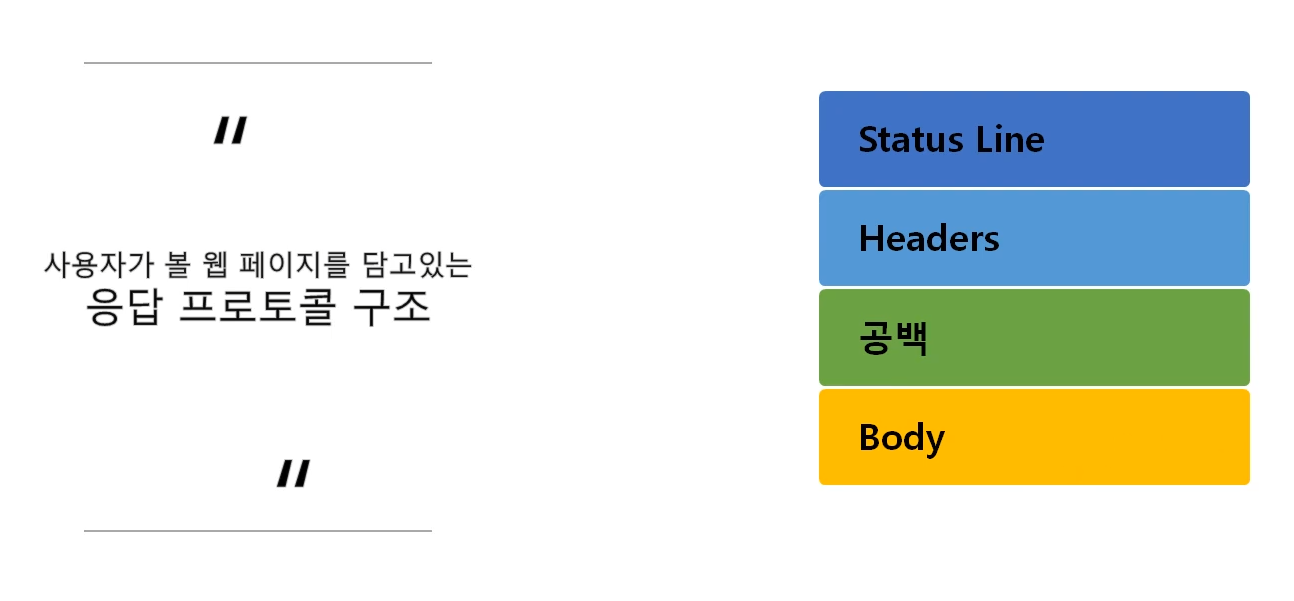 "
사용자가 볼 웹 페이지를 담고있는
응답 프로토콜 구조
"
Status Line
Headers
공백
Body